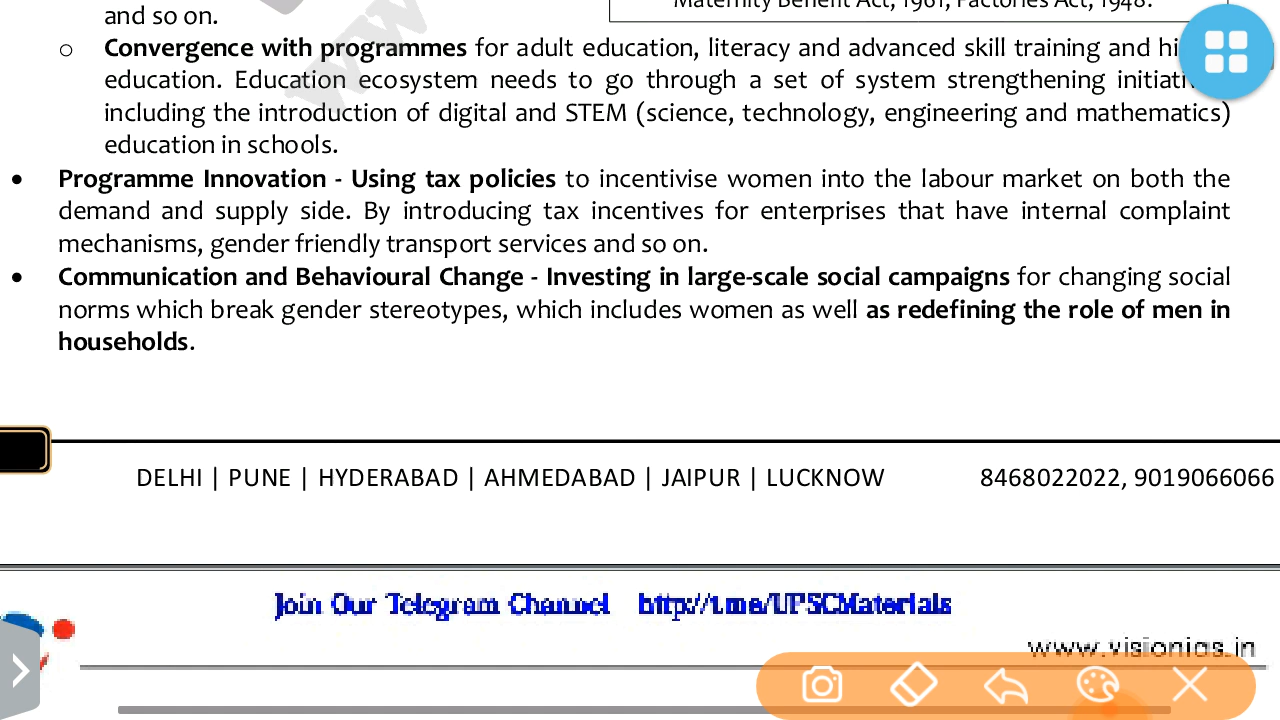 and so on.
Maternity Benefit Act, 1961, Factories Act, 1948.
o Convergence with programmes for adult education, literacy and advanced skill training and hi
education. Education ecosystem needs to go through a set of system strengthening initiati
including the introduction of digital and STEM (science, technology, engineering and mathematics)
education in schools.
• Programme Innovation - Using tax policies to incentivise women into the labour market on both the
demand and supply side. By introducing tax incentives for enterprises that have internal complaint
mechanisms, gender friendly transport services and so on.
• Communication and Behavioural Change - Investing in large-scale social campaigns for changing social
norms which break gender stereotypes, which includes women as well as redefining the role of men in
households.
DELHI | PUNE | HYDERABAD | AHMEDABAD | JAIPUR | LUCKNOW 8468022022, 9019066066
Join Our Telegram Channel http://t.me/UPSCMaterials
www.visionias.in